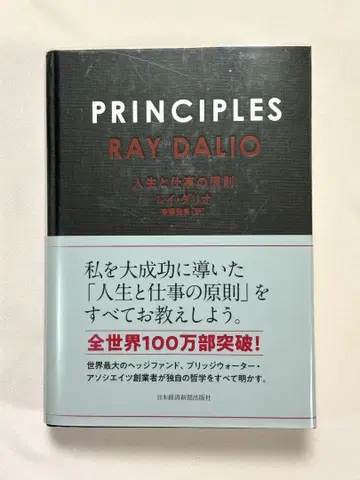 PRINCIPLES
RAY DALIO
人生と仕事の原則
レイ・ダリオ
私を大成功に導いた
「人生と仕事の原則」を
すべてお教えしよう。
全世界100万部突破!
世界最大のヘッジファンド、ブリッジウォーター・
アソシエイツ創業者が独自の哲学をすべて明かす。
日本経済新聞出版社